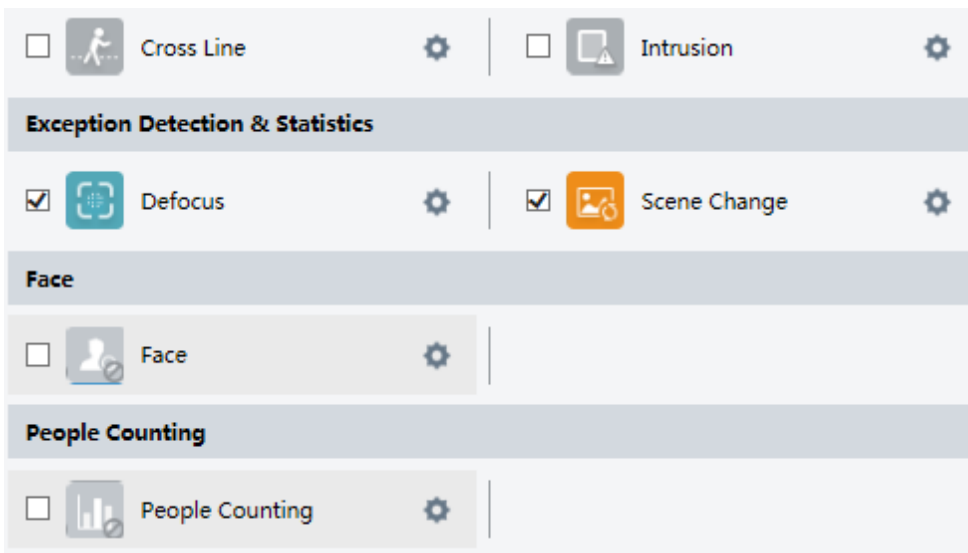 Cross Line
Intrusion
Exception Detection & Statistics
Defocus
Scene Change
Face
Face
People Counting
People Counting